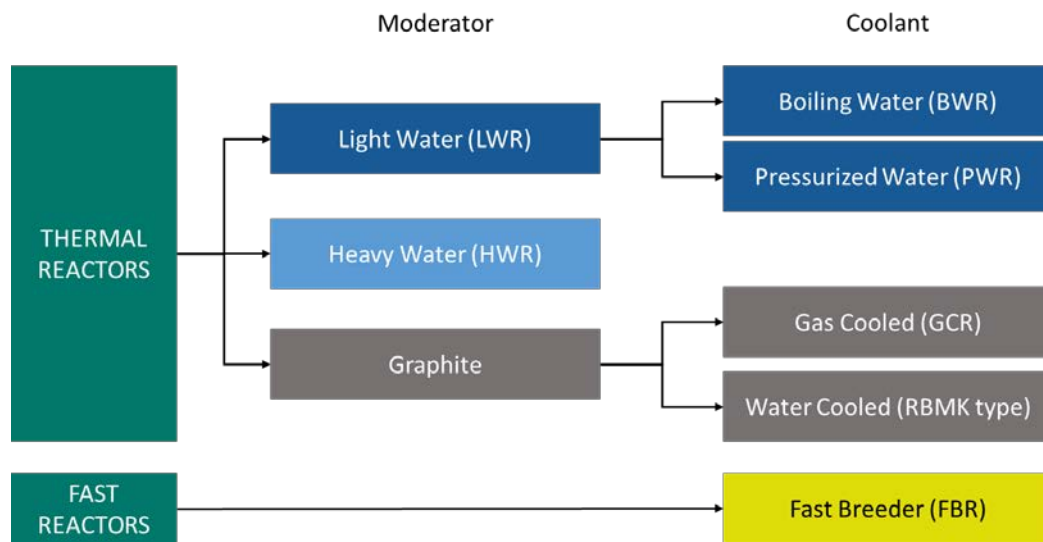 Moderator
Coolant
Boiling Water (BWR)
Light Water (LWR)
Pressurized Water (PWR)
THERMAL
REACTORS
Heavy Water (HWR)
Gas Cooled (GCR)
Graphite
Water Cooled (RBMK type)
FAST
REACTORS
Fast Breeder (FBR)